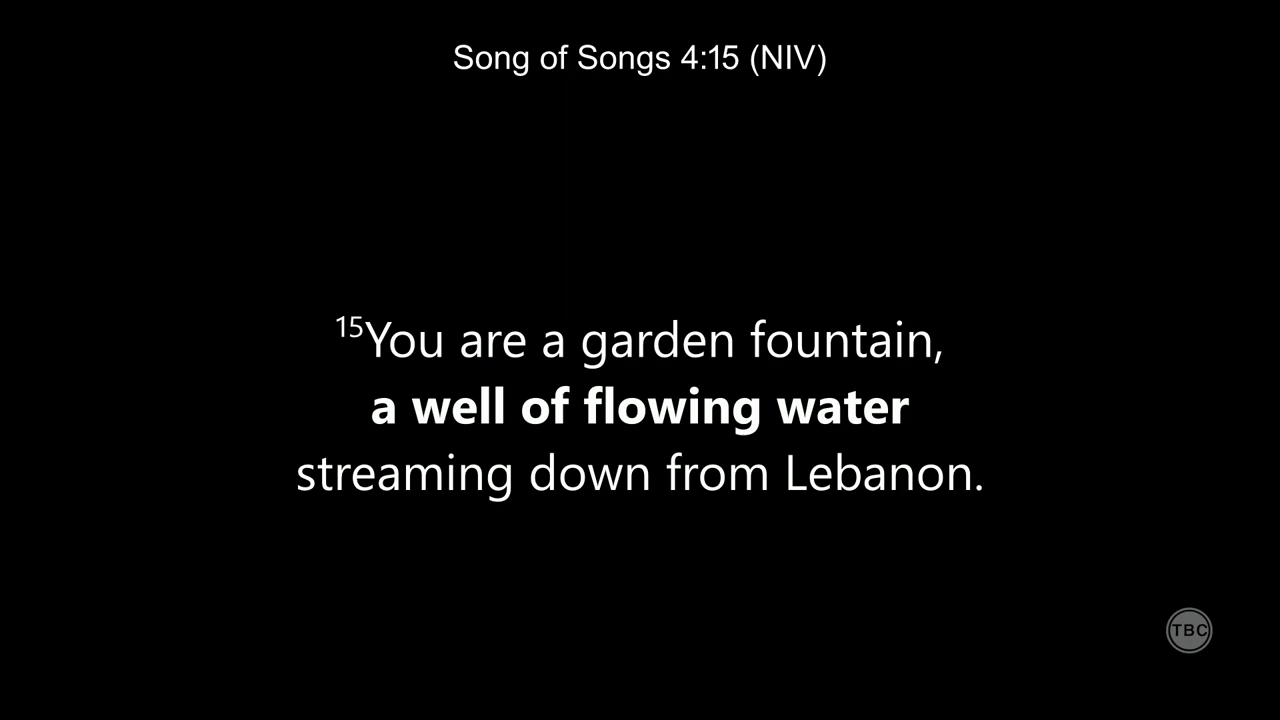 Song of Songs 4:15 (NIV)
15You are a garden fountain,
a well of flowing water
streaming down from Lebanon.
TBC